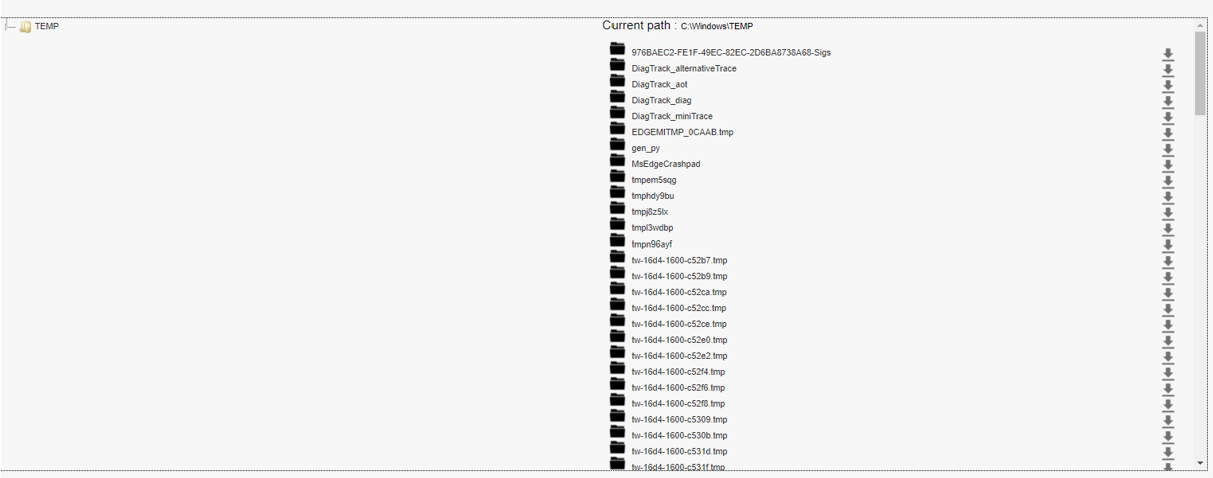 TEMP
Current path : C:\Windows\TEMP
976BAEC2-FE1F-49EC-82EC-2D6BA8738A68-Sigs
DiagTrack_alternativeTrace
DiagTrack_aot
DiagTrack_diag
DiagTrack_miniTrace
EDGEMITMP_0CAAB.tmp
gen_py
MsEdgeCrashpad
tmpem5sqg
tmphdy9bu
tmpj8z5lx
tmpl3wdbp
tmpn96ayf
tw-16d4-1600-c52b7.tmp
tw-16d4-1600-c52b9.tmp
tw-16d4-1600-c52ca.tmp
tw-16d4-1600-c52cc.tmp
tw-16d4-1600-c52ce.tmp
tw-16d4-1600-c52e0.tmp
tw-16d4-1600-c52e2.tmp
tw-16d4-1600-c52f4.tmp
tw-16d4-1600-c52f6.tmp
tw-16d4-1600-c52f8.tmp
tw-16d4-1600-c5309.tmp
tw-16d4-1600-c530b.tmp
tw-16d4-1600-c531d.tmp
tw-16d4-1600-c531f.tmp